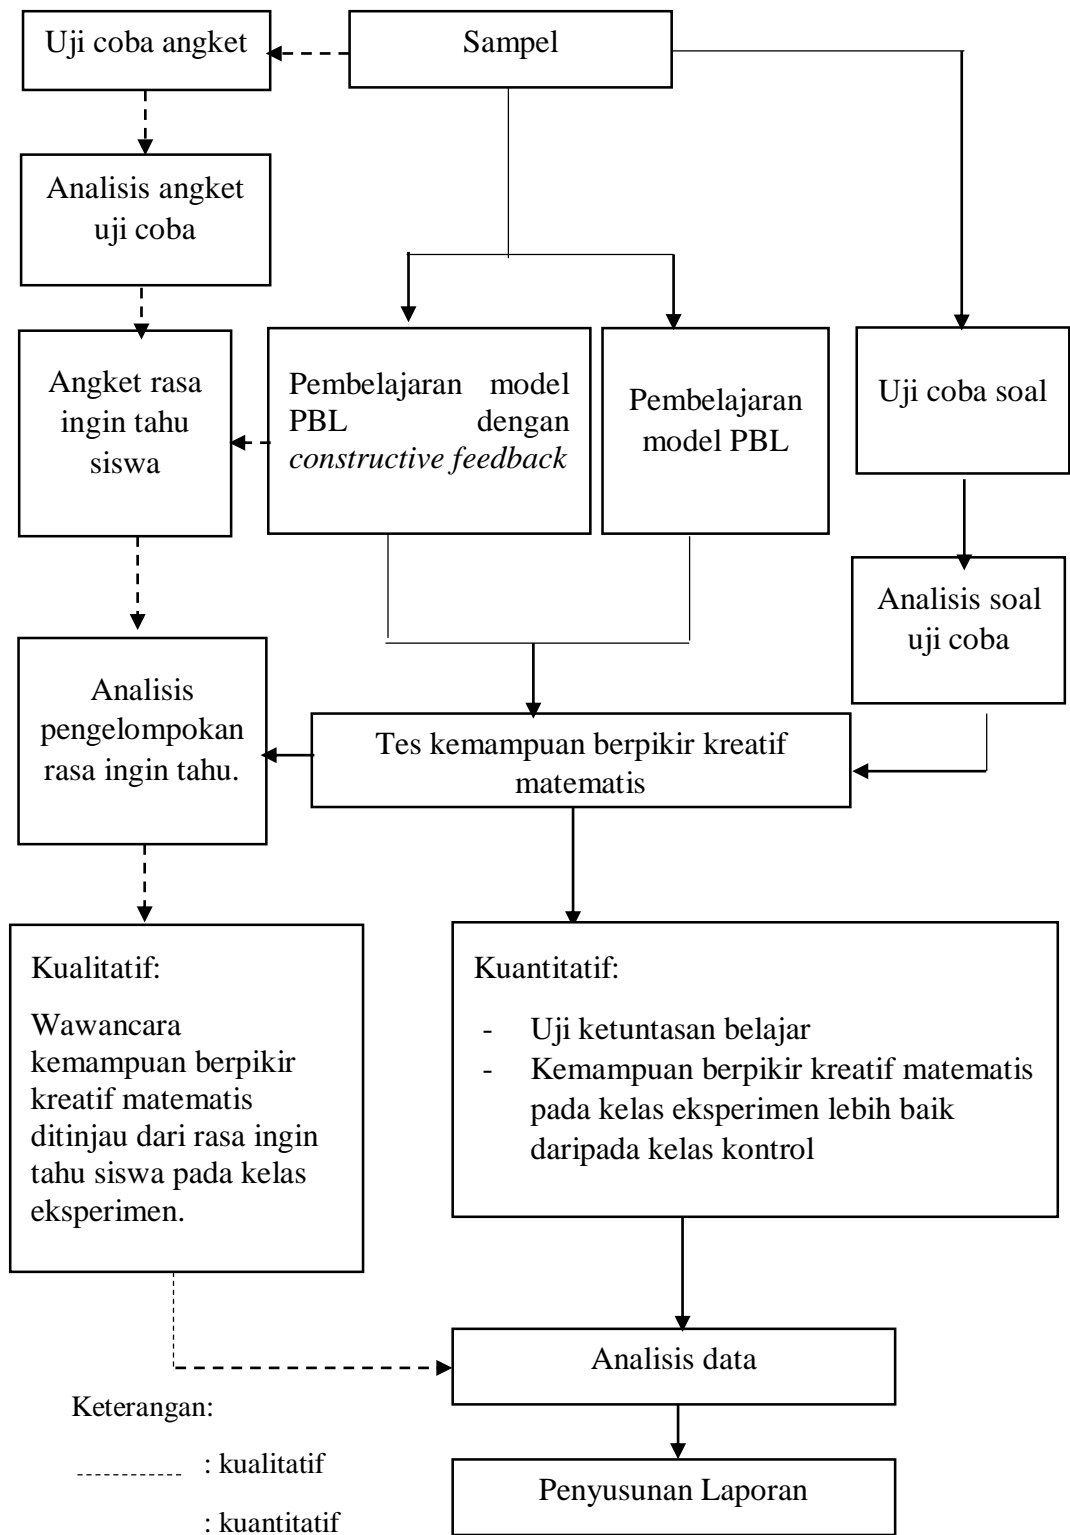 Uji coba angket
Sampel
Analisis angket
uji coba
Angket rasa
ingin tahu
siswa
Pembelajaran model
PBL dengan
constructive feedback
Pembelajaran
model PBL
Uji coba soal
Analisis soal
uji coba
Analisis
pengelompokan
rasa ingin tahu.
Tes kemampuan berpikir kreatif
matematis
Kualitatif:
Wawancara
kemampuan berpikir
kreatif matematis
ditinjau dari rasa ingin
tahu siswa pada kelas
eksperimen.
Kuantitatif:
- Uji ketuntasan belajar
- Kemampuan berpikir kreatif matematis
pada kelas eksperimen lebih baik
daripada kelas kontrol
Analisis data
Keterangan:
: kualitatif
: kuantitatif
Penyusunan Laporan